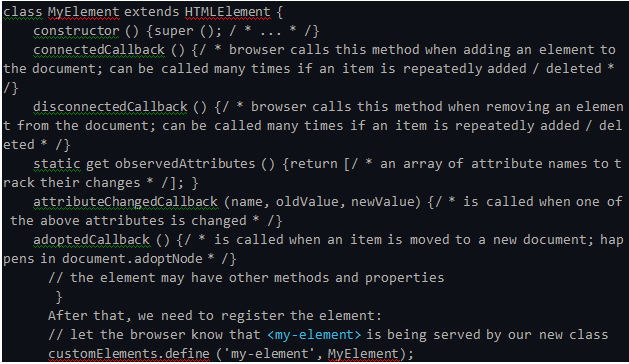 class MyElement extends HTMLElement {
constructor () {super (); / * ... * /}
connectedCallback () {/ * browser calls this method when adding an element to
the document; can be called many times if an item is repeatedly added / deleted *
/}
disconnectedCallback () {/ * browser calls this method when removing an elemen
t from the document; can be called many times if an item is repeatedly added / del
eted * /}
static get observedAttributes () {return [/ * an array of attribute names to t
rack their changes * /]; }
attributeChangedCallback (name, oldValue, newValue) {/ * is called when one of
the above attributes is changed * /}
adoptedCallback () {/ * is called when an item is moved to a new document; hap
pens in document.adoptNode * /}
// the element may have other methods and properties
}
After that, we need to register the element:
// let the browser know that <my-element> is being served by our new class
customElements.define ('my-element', MyElement);